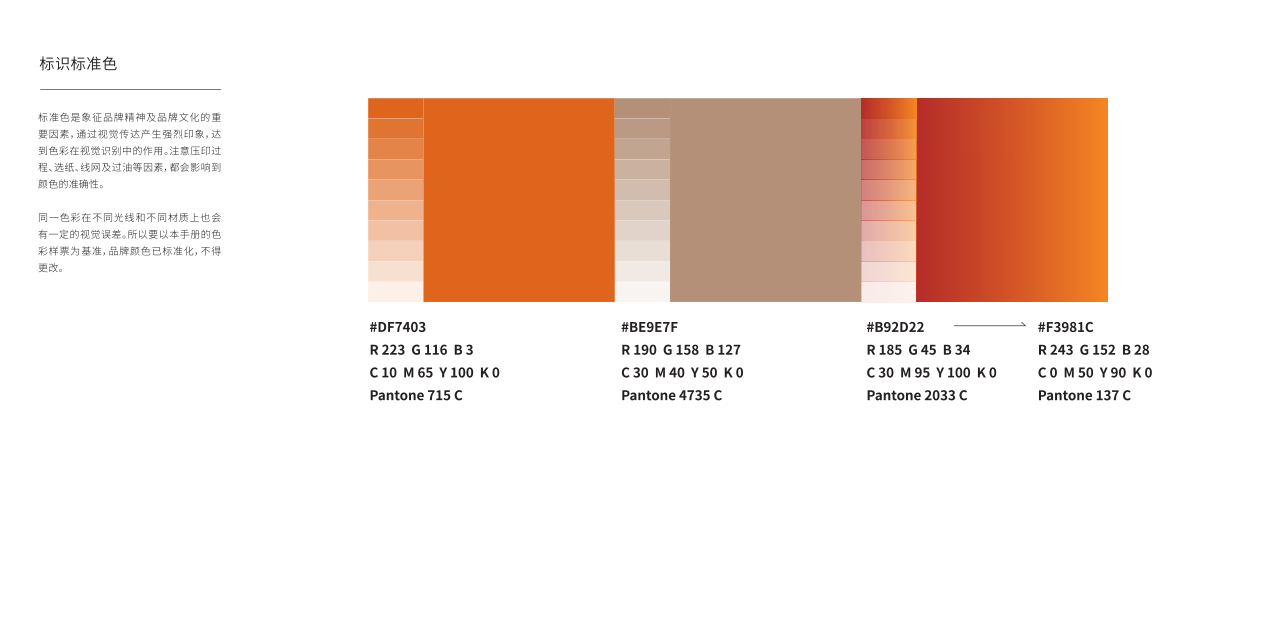 标识标准色
标准色是象征品牌精神及品牌文化的重
要因素,通过视觉传达产生强烈印象,达
到色彩在视觉识别中的作用。注意压印过
程、选纸、线网及过油等因素,都会影响到
颜色的准确性。
同一色彩在不同光线和不同材质上也会
有一定的视觉误差。所以要以本手册的色
彩样票为基准,品牌颜色已标准化,不得
更改。
#DF7403
R 223 G 116 B 3
C 10 M 65 Y 100 K 0
Pantone 715 C
#BE9E7F
R 190 G 158 B 127
C 30 M 40 Y 50 K 0
Pantone 4735 C
#B92D22
R 185 G 45 B 34
C 30 M 95 Y 100 K 0
Pantone 2033 C
#F3981C
R 243 G 152 B 28
C 0 M 50 Y 90 K 0
Pantone 137 C